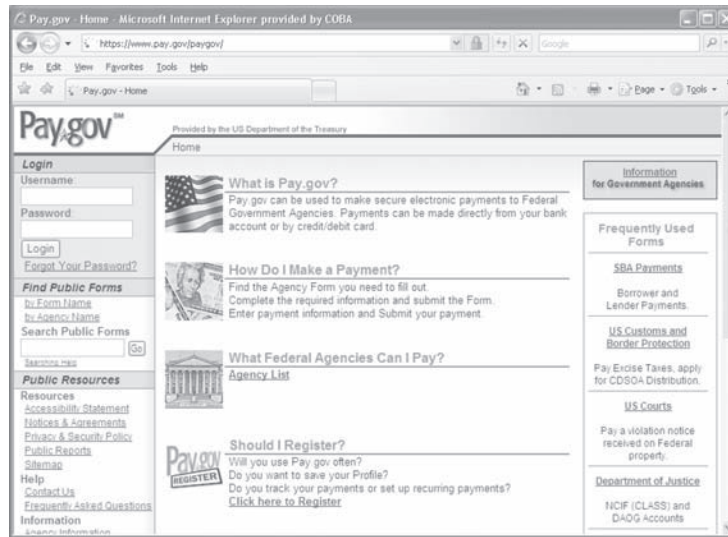 Pay.gov - Home - Microsoft Internet Explorer provided by COBA
https://www.pay.gov/paygov/
Google
File Edit View Favorites Tools Help
Pay.gov - Home
Page Tools
Pay.gov SM
Provided by the US Department of the Treasury
Home
Login
Username:
Password:
Login
Forgot Your Password?
Find Public Forms
by Form Name
by Agency Name
Search Public Forms
Go
Searching Help
Public Resources
Resources
Accessibility Statement
Notices & Agreements
Privacy & Security Policy
Public Reports
Sitemap
Help
Contact Us
Frequently Asked Questions
Information
Agency Information
What is Pay.gov?
Pay.gov can be used to make secure electronic payments to Federal
Government Agencies. Payments can be made directly from your bank
account or by credit/debit card.
How Do I Make a Payment?
Find the Agency Form you need to fill out.
Complete the required information and submit the Form.
Enter payment information and Submit your payment.
What Federal Agencies Can I Pay?
Agency List
Pay.gov
REGISTER
Should I Register?
Will you use Pay.gov often?
Do you want to save your Profile?
Do you track your payments or set up recurring payments?
Click here to Register
Information
for Government Agencies
Frequently Used
Forms
SBA Payments
Borrower and
Lender Payments.
US Customs and
Border Protection
Pay Excise Taxes, apply
for CDSOA Distribution.
US Courts
Pay a violation notice
received on Federal
property.
Department of Justice
NCIF (CLASS) and
DAOG Accounts